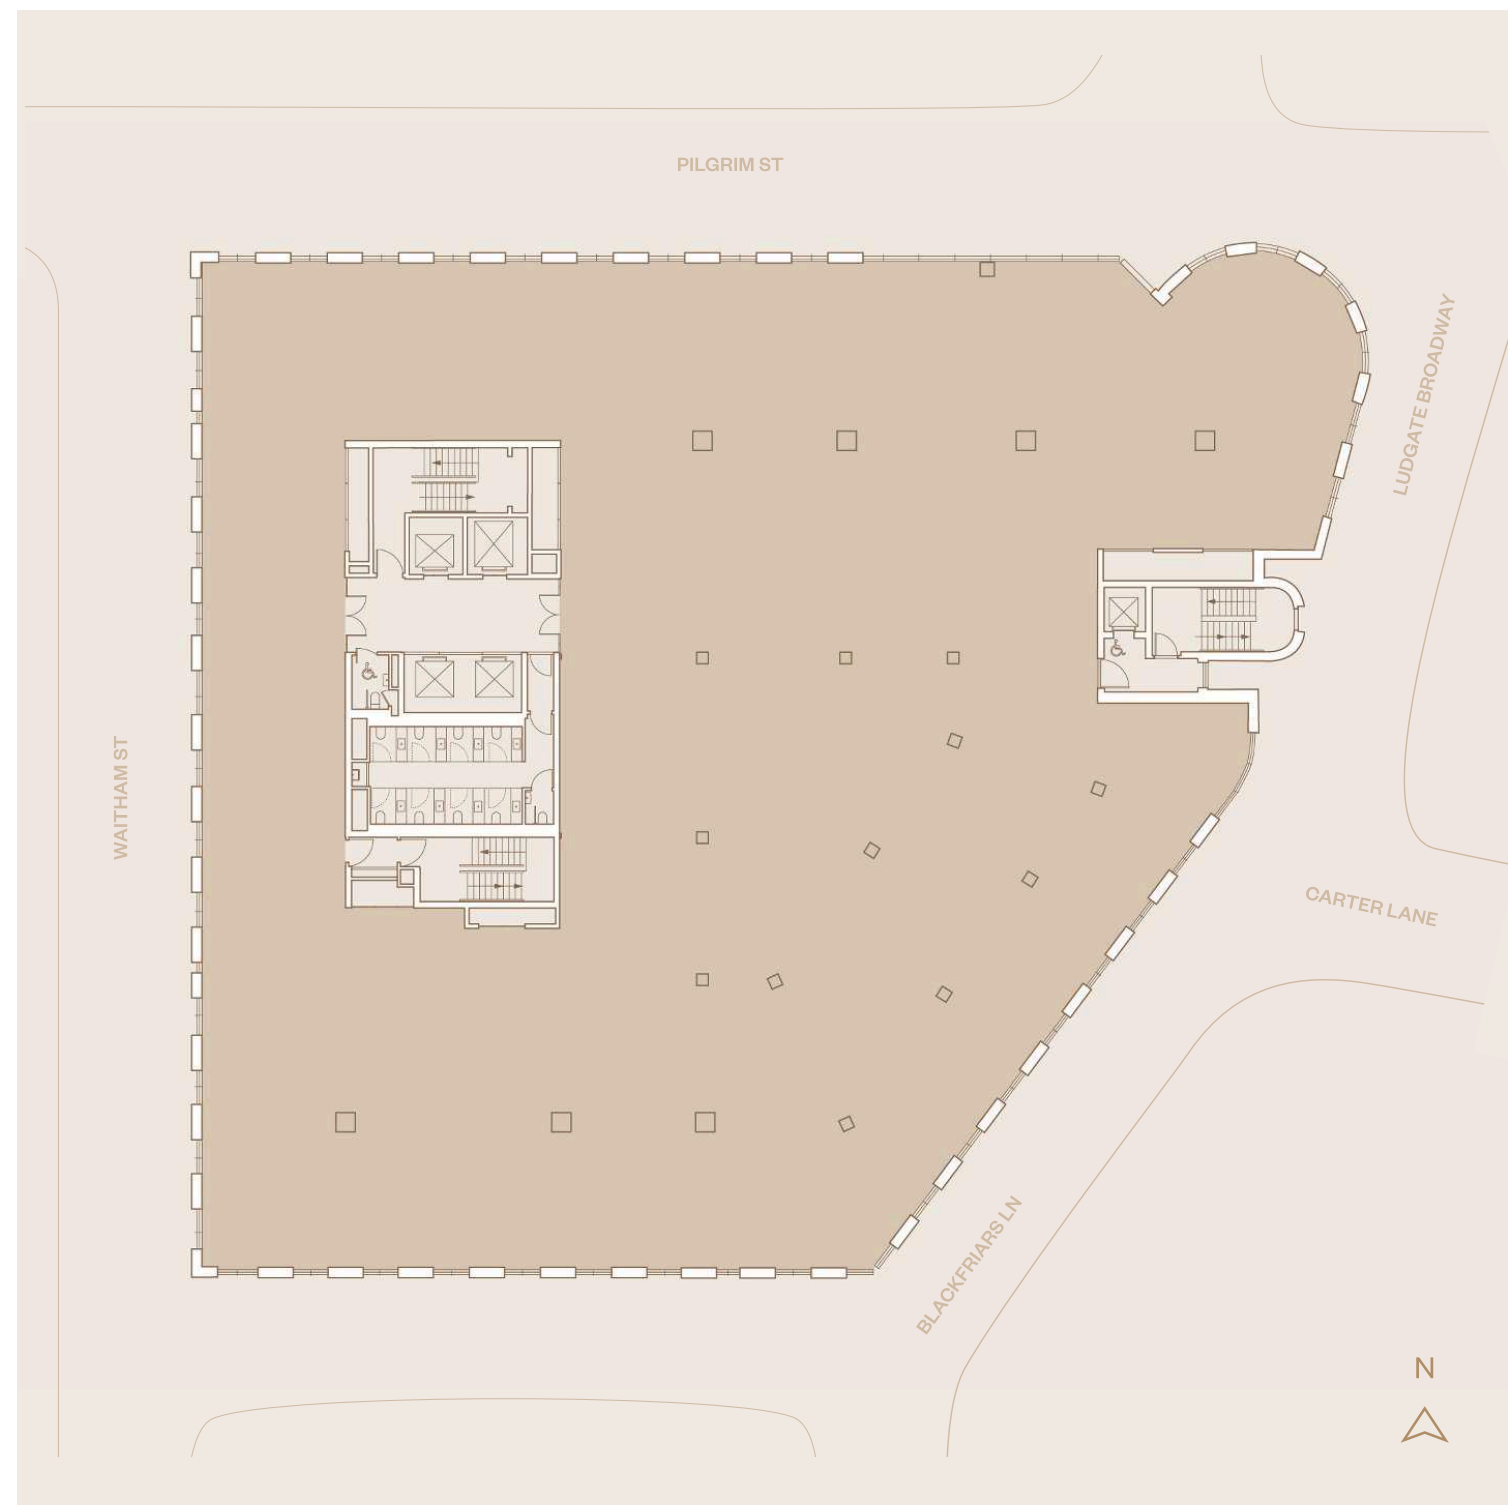 PILGRIM ST
LUDGATE BROADWAY
WAITHAM ST
CARTER LANE
BLACKFRIARS LN
N